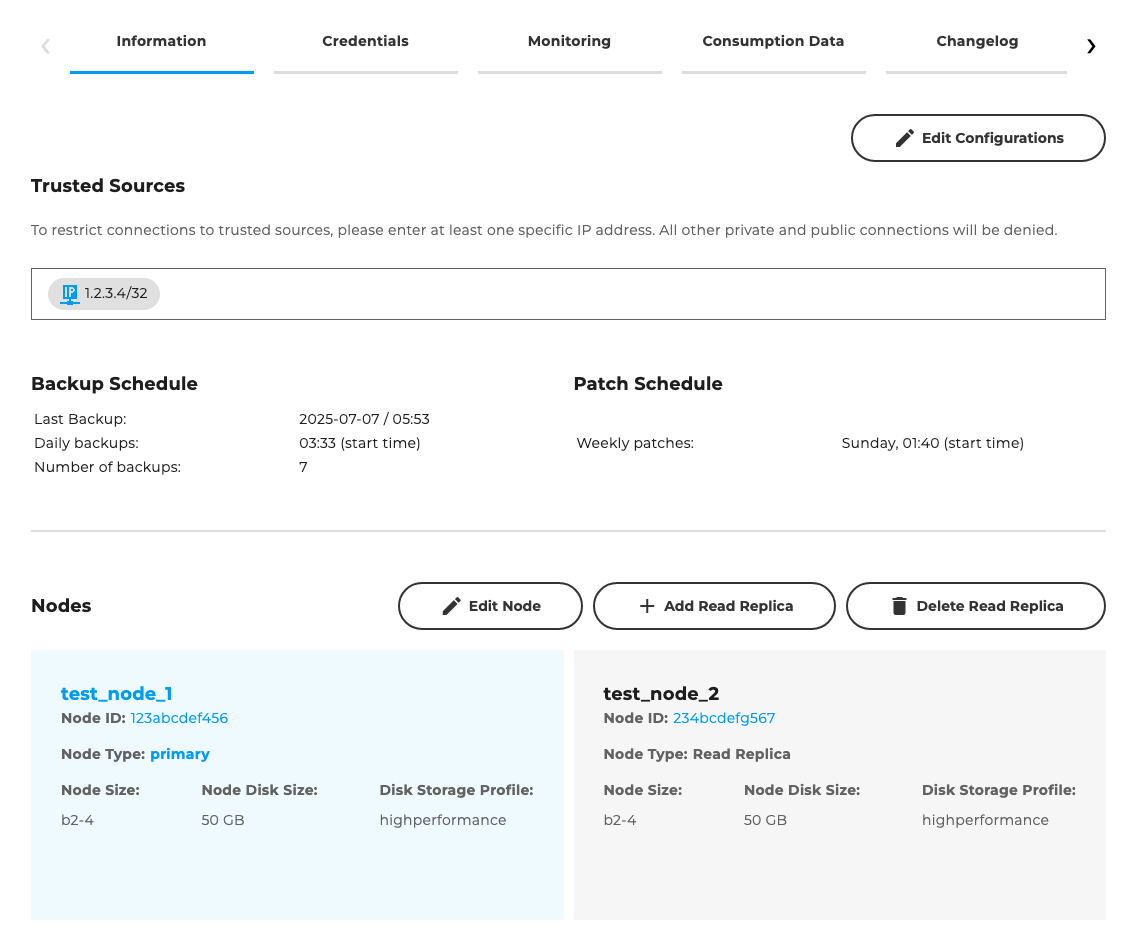 Information Credentials Monitoring Consumption Data Changelog
Edit Configurations
Trusted Sources
To restrict connections to trusted sources, please enter at least one specific IP address. All other private and public connections will be denied.
IP 1.2.3.4/32
Backup Schedule Patch Schedule
Last Backup: 2025-07-07 / 05:53
Daily backups: 03:33 (start time) Weekly patches: Sunday, 01:40 (start time)
Number of backups: 7
Nodes Edit Node Add Read Replica Delete Read Replica
test_node_1
Node ID: 123abcdef456
Node Type: primary
Node Size: Node Disk Size: Disk Storage Profile:
b2-4 50 GB highperformance
test_node_2
Node ID: 234bcdefg567
Node Type: Read Replica
Node Size: Node Disk Size: Disk Storage Profile:
b2-4 50 GB highperformance